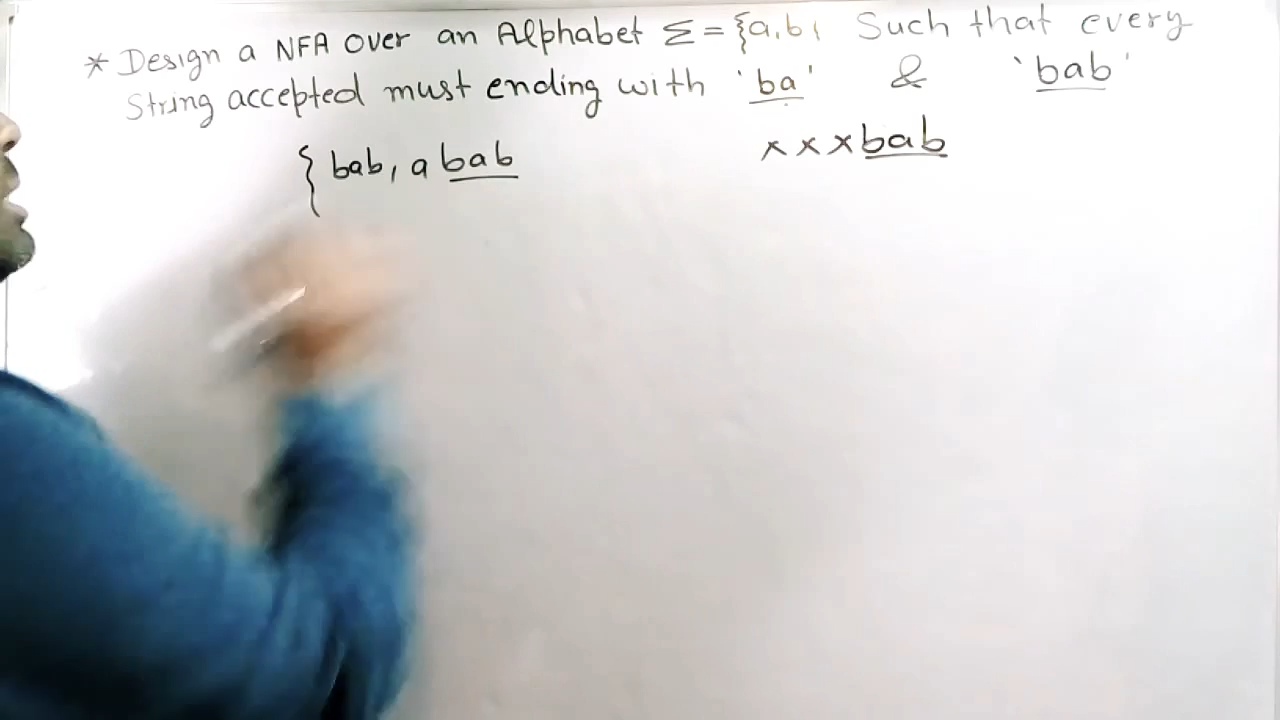 * Design a NFA Over an Alphabet Σ = {a,b{ Such that every
String accepted must ending with 'ba' & 'bab'
x x x bab
{ bab, a bab